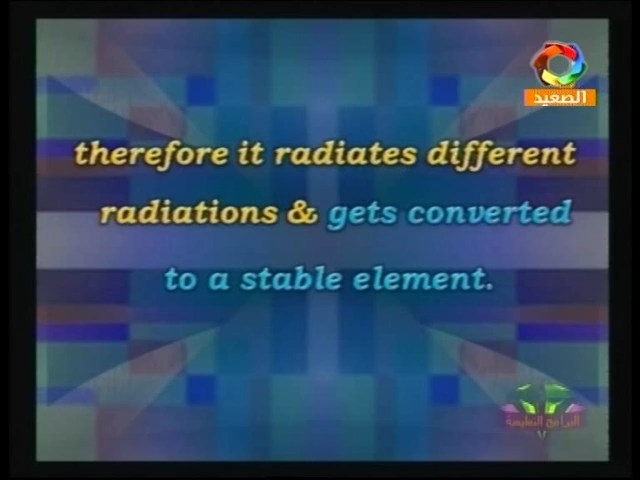 الصعيد
therefore it radiates different
radiations & gets converted
to a stable element.
البرامج التعليمية